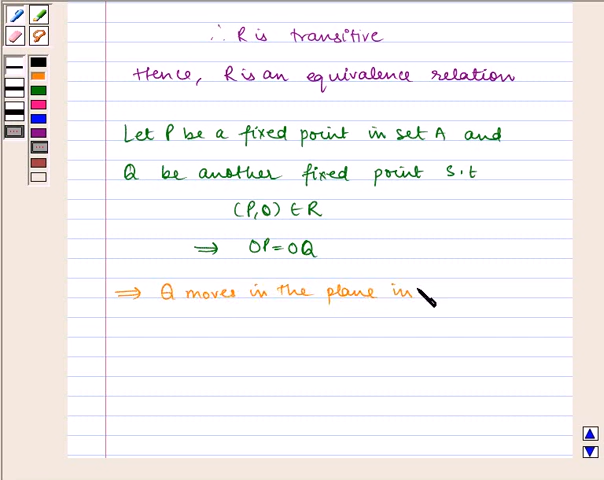 ∴ R is transitive
Hence, R is an equivalence relation
Let P be a fixed point in set A and
Q be another fixed point s.t
(P,Q) ∈ R
⇒ OP = OQ
⇒ Q moves in the plane in